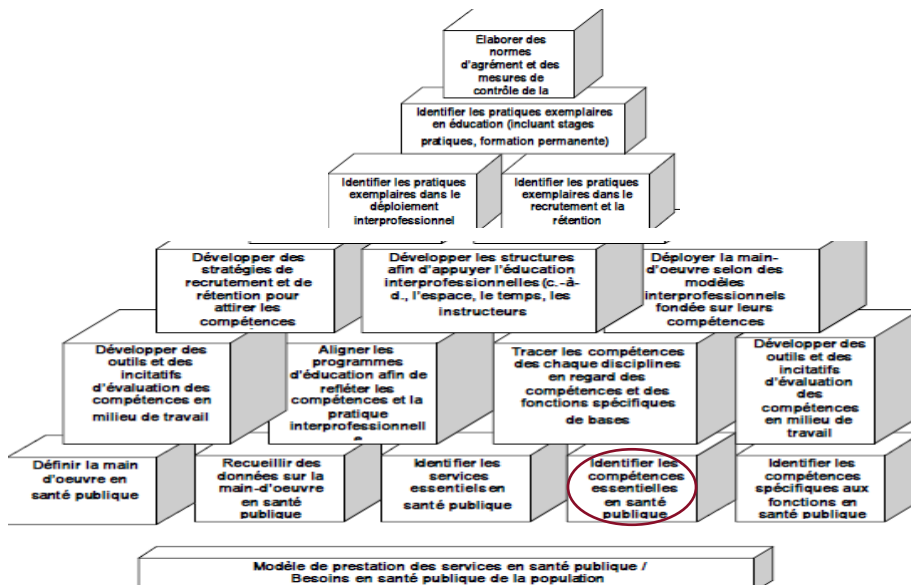 Elaborer des
normes
d'agrément et des
mesures de
contrôle de la
Identifier les pratiques exemplaires
en éducation (incluant stages
pratiques, formation permanente)
Identifier les pratiques
exemplaires dans le
déploiement
interprofessionnel
Identifier les pratiques
exemplaires dans le
recrutement et la
rétention
Développer des
stratégies de
recrutement et de
rétention pour
attirer les
compétences
Développer les structures
afin d'appuyer l'éducation
interprofessionnelles (c.-à-
d., l'espace, le temps, les
instructeurs
Déployer la main-
d'oeuvre selon des
modèles
interprofessionnels
fondée sur leurs
compétences
Développer des
outils et des
incitatifs
d'évaluation des
compétences en
milieu de travail
Aligner les
programmes
d'éducation afin de
refléter les
compétences et la
pratique
interprofessionnell
e
Tracer les compétences
des chaque disciplines
en regard des
compétences et des
fonctions spécifiques
de bases
Développer des
outils et des
incitatifs
d'évaluation
des
compétences
en milieu de
travail
Définir la main
d'oeuvre en
santé publique
Recueillir des
données sur la
main-d'oeuvre
en santé
publique
Identifier les
services
essentiels en
santé publique
Identifier les
compétences
essentielles
en santé
publique
Identifier les
compétences
spécifiques aux
fonctions en
santé publique
Modèle de prestation des services en santé publique /
Besoins en santé publique de la population